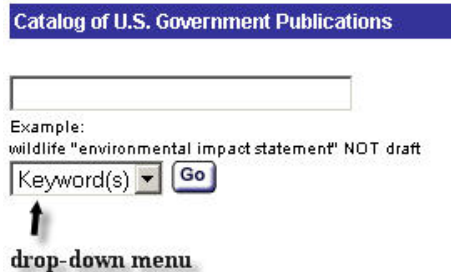 Catalog of U.S. Government Publications
Example:
wildlife "environmental impact statement" NOT draft
Keyword(s) Go
drop-down menu